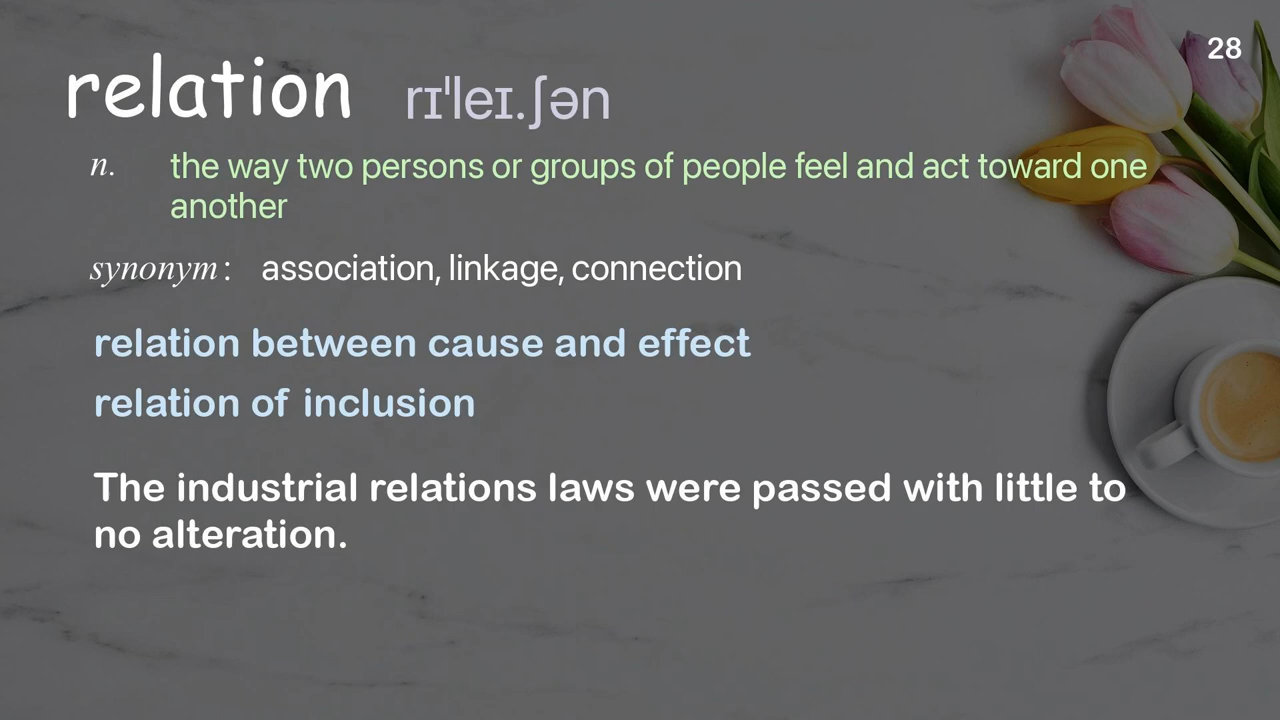 28
relation rɪˈleɪ.ʃən
n. the way two persons or groups of people feel and act toward one
another
synonym: association, linkage, connection
relation between cause and effect
relation of inclusion
The industrial relations laws were passed with little to
no alteration.